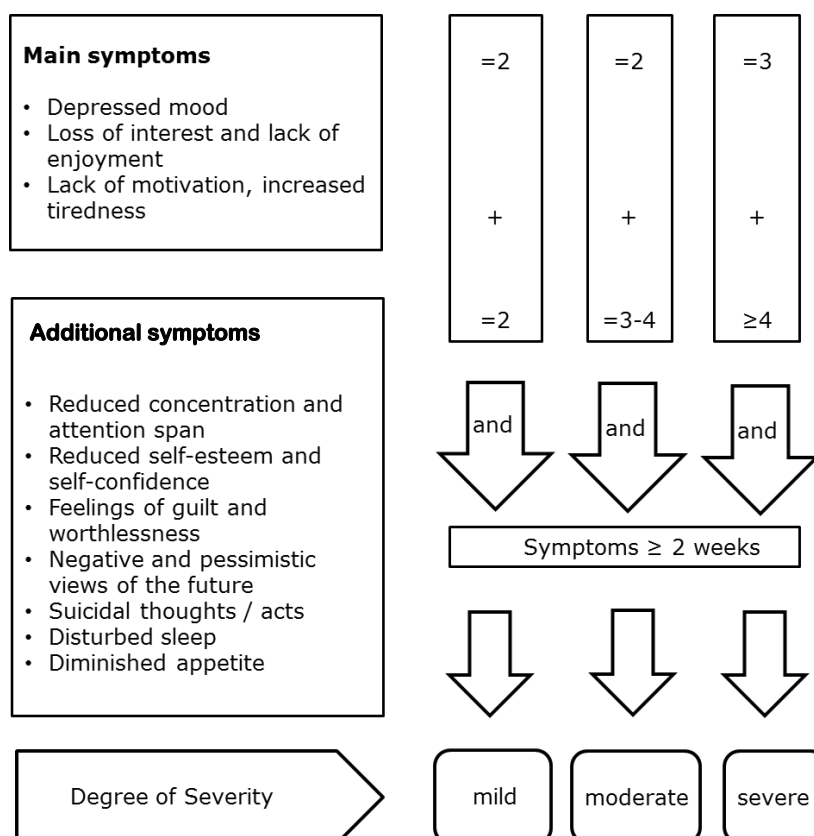 Main symptoms
• Depressed mood
• Loss of interest and lack of
enjoyment
• Lack of motivation, increased
tiredness
=2
=2
=3
+
+
+
=2
=3-4
≥4
Additional symptoms
• Reduced concentration and
attention span
• Reduced self-esteem and
self-confidence
• Feelings of guilt and
worthlessness
• Negative and pessimistic
views of the future
• Suicidal thoughts / acts
• Disturbed sleep
• Diminished appetite
and
and
and
Symptoms ≥ 2 weeks
Degree of Severity
mild
moderate
severe